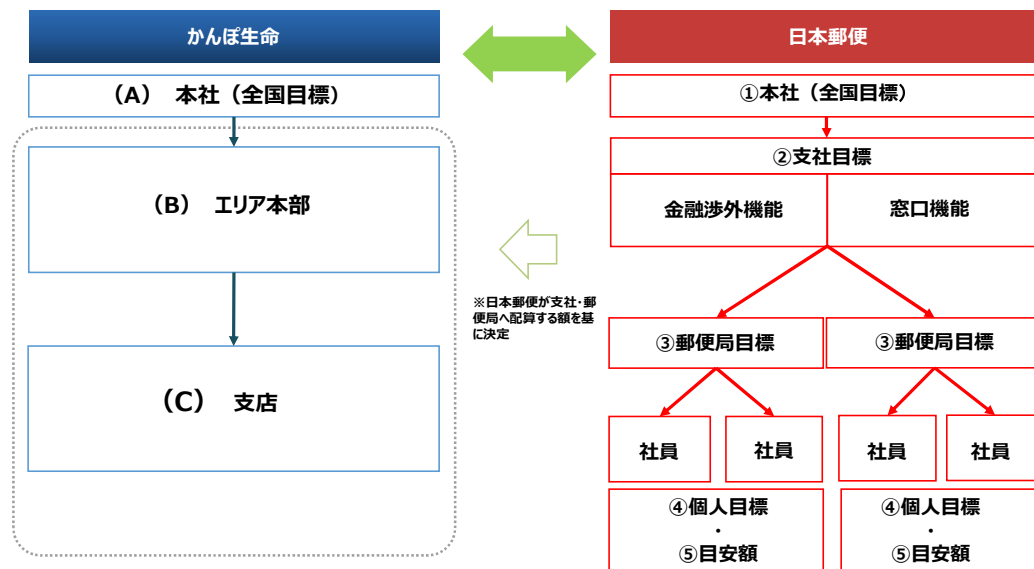 かんぽ生命
（A） 本社（全国目標）
（B） エリア本部
（C） 支店
※日本郵便が支社・郵
便局へ配算する額を基
に決定
日本郵便
①本社（全国目標）
②支社目標
金融渉外機能
窓口機能
③郵便局目標
③郵便局目標
社員
社員
社員
社員
④個人目標
・
⑤目安額
④個人目標
・
⑤目安額